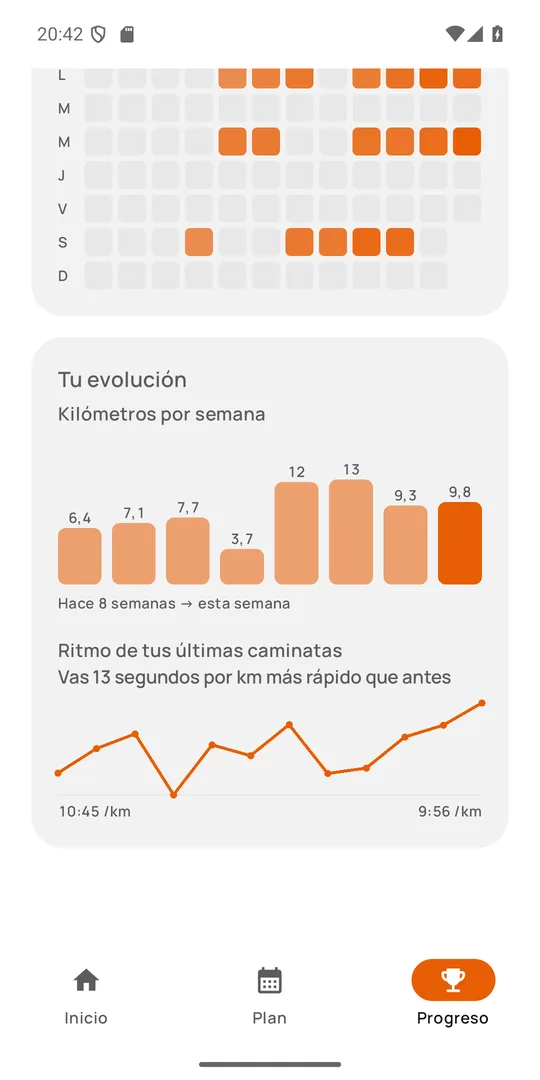 20:42
L
M
M
J
V
S
D
Tu evolución
Kilómetros por semana
6,4 7,1 7,7 3,7 12 13 9,3 9,8
Hace 8 semanas → esta semana
Ritmo de tus últimas caminatas
Vas 13 segundos por km más rápido que antes
10:45 /km 9:56 /km
Inicio Plan Progreso